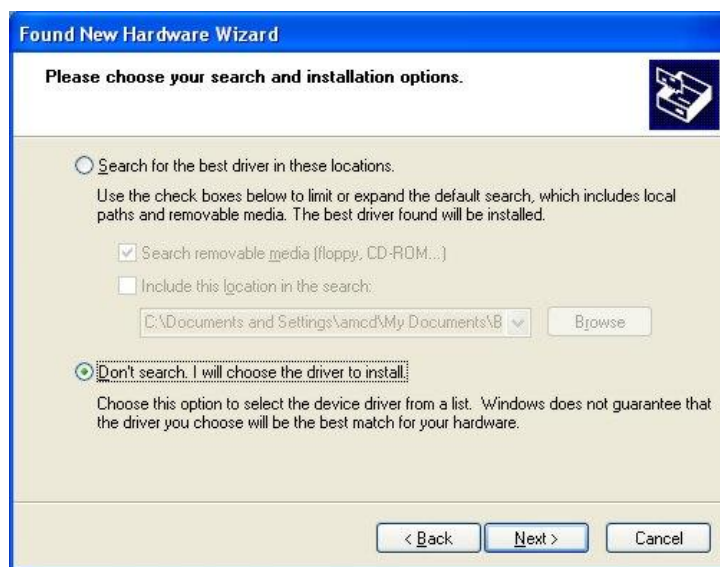 Found New Hardware Wizard
Please choose your search and installation options.
Search for the best driver in these locations.
Use the check boxes below to limit or expand the default search, which includes local
paths and removable media. The best driver found will be installed.
Search removable media (floppy, CD-ROM...)
Include this location in the search:
C:\Documents and Settings\amcd\My Documents\B
Browse
Don't search. I will choose the driver to install.
Choose this option to select the device driver from a list. Windows does not guarantee that
the driver you choose will be the best match for your hardware.
< Back Next > Cancel